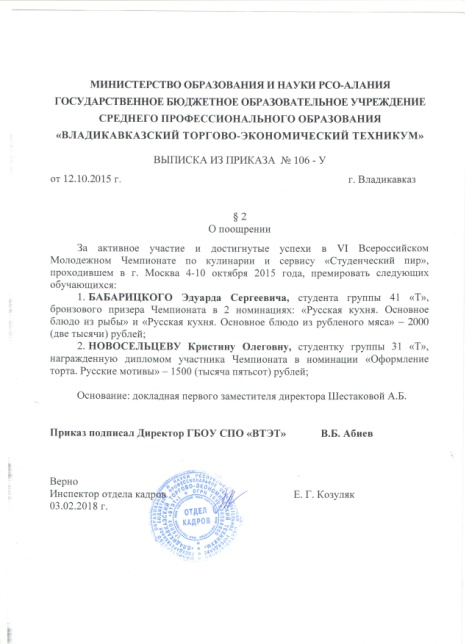 МИНИСТЕРСТВО ОБРАЗОВАНИЯ И НАУКИ РСО-АЛАНИЯ
ГОСУДАРСТВЕННОЕ БЮДЖЕТНОЕ ОБРАЗОВАТЕЛЬНОЕ УЧРЕЖДЕНИЕ
СРЕДНЕГО ПРОФЕССИОНАЛЬНОГО ОБРАЗОВАНИЯ
«ВЛАДИКАВКАЗСКИЙ ТОРГОВО-ЭКОНОМИЧЕСКИЙ ТЕХНИКУМ»
ВЫПИСКА ИЗ ПРИКАЗА № 106 - У
от 12.10.2015 г. г. Владикавказ
§ 2
О поощрении
За активное участие и достигнутые успехи в VI Всероссийском
Молодежном Чемпионате по кулинарии и сервису «Студенческий пир»,
проходившем в г. Москва 4-10 октября 2015 года, премировать следующих
обучающихся:
1. БАБАРИЦКОГО Эдуарда Сергеевича, студента группы 41 «Т»,
бронзового призера Чемпионата в 2 номинациях: «Русская кухня. Основное
блюдо из рыбы» и «Русская кухня. Основное блюдо из рубленого мяса» – 2000
(две тысячи) рублей;
2. НОВОСЕЛЬЦЕВУ Кристину Олеговну, студентку группы 31 «Т»,
награжденную дипломом участника Чемпионата в номинации «Оформление
торта. Русские мотивы» – 1500 (тысяча пятьсот) рублей;
Основание: докладная первого заместителя директора Шестаковой А.Б.
Приказ подписал Директор ГБОУ СПО «ВТЭТ» В.Б. Абиев
Верно
Инспектор отдела кадров Е. Г. Козуляк
03.02.2018 г.
ОТДЕЛ
КАДРОВ